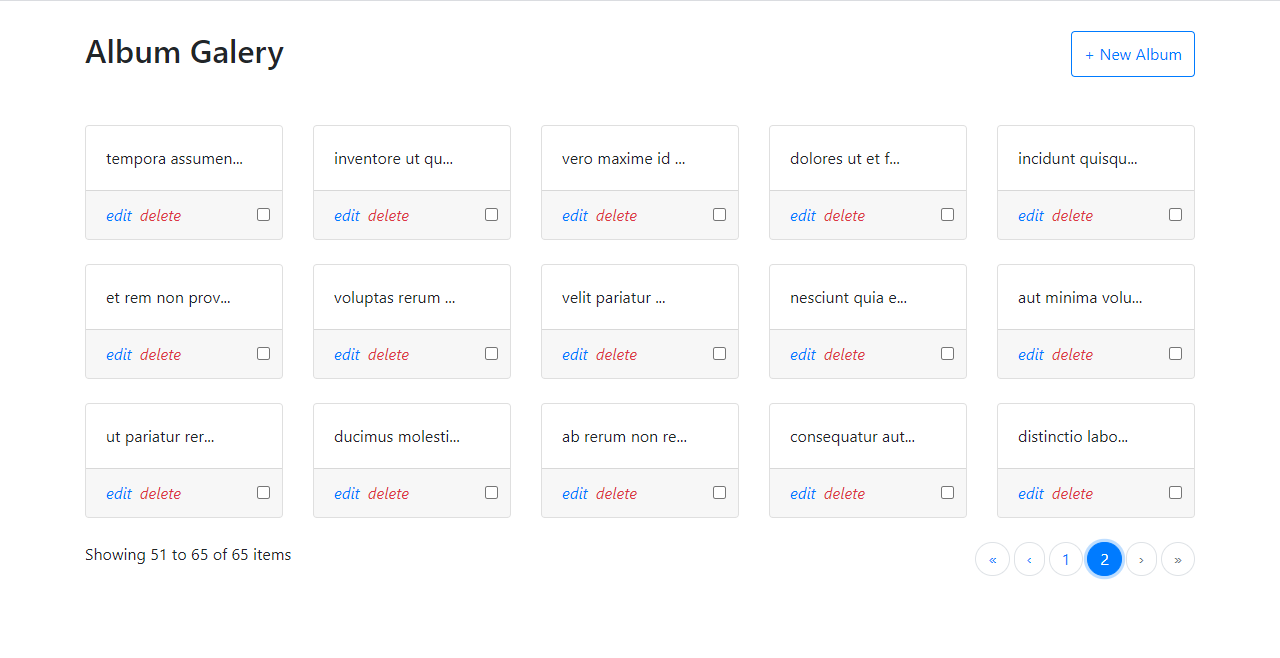 Album Galery
+ New Album
tempora assumen... inventore ut qu... vero maxime id ... dolores ut et f... incidunt quisqu...
edit delete edit delete edit delete edit delete edit delete
et rem non prov... voluptas rerum ... velit pariatur ... nesciunt quia e... aut minima volu...
edit delete edit delete edit delete edit delete edit delete
ut pariatur rer... ducimus molesti... ab rerum non re... consequatur aut... distinctio labo...
edit delete edit delete edit delete edit delete edit delete
Showing 51 to 65 of 65 items
« ‹ 1 2 › »